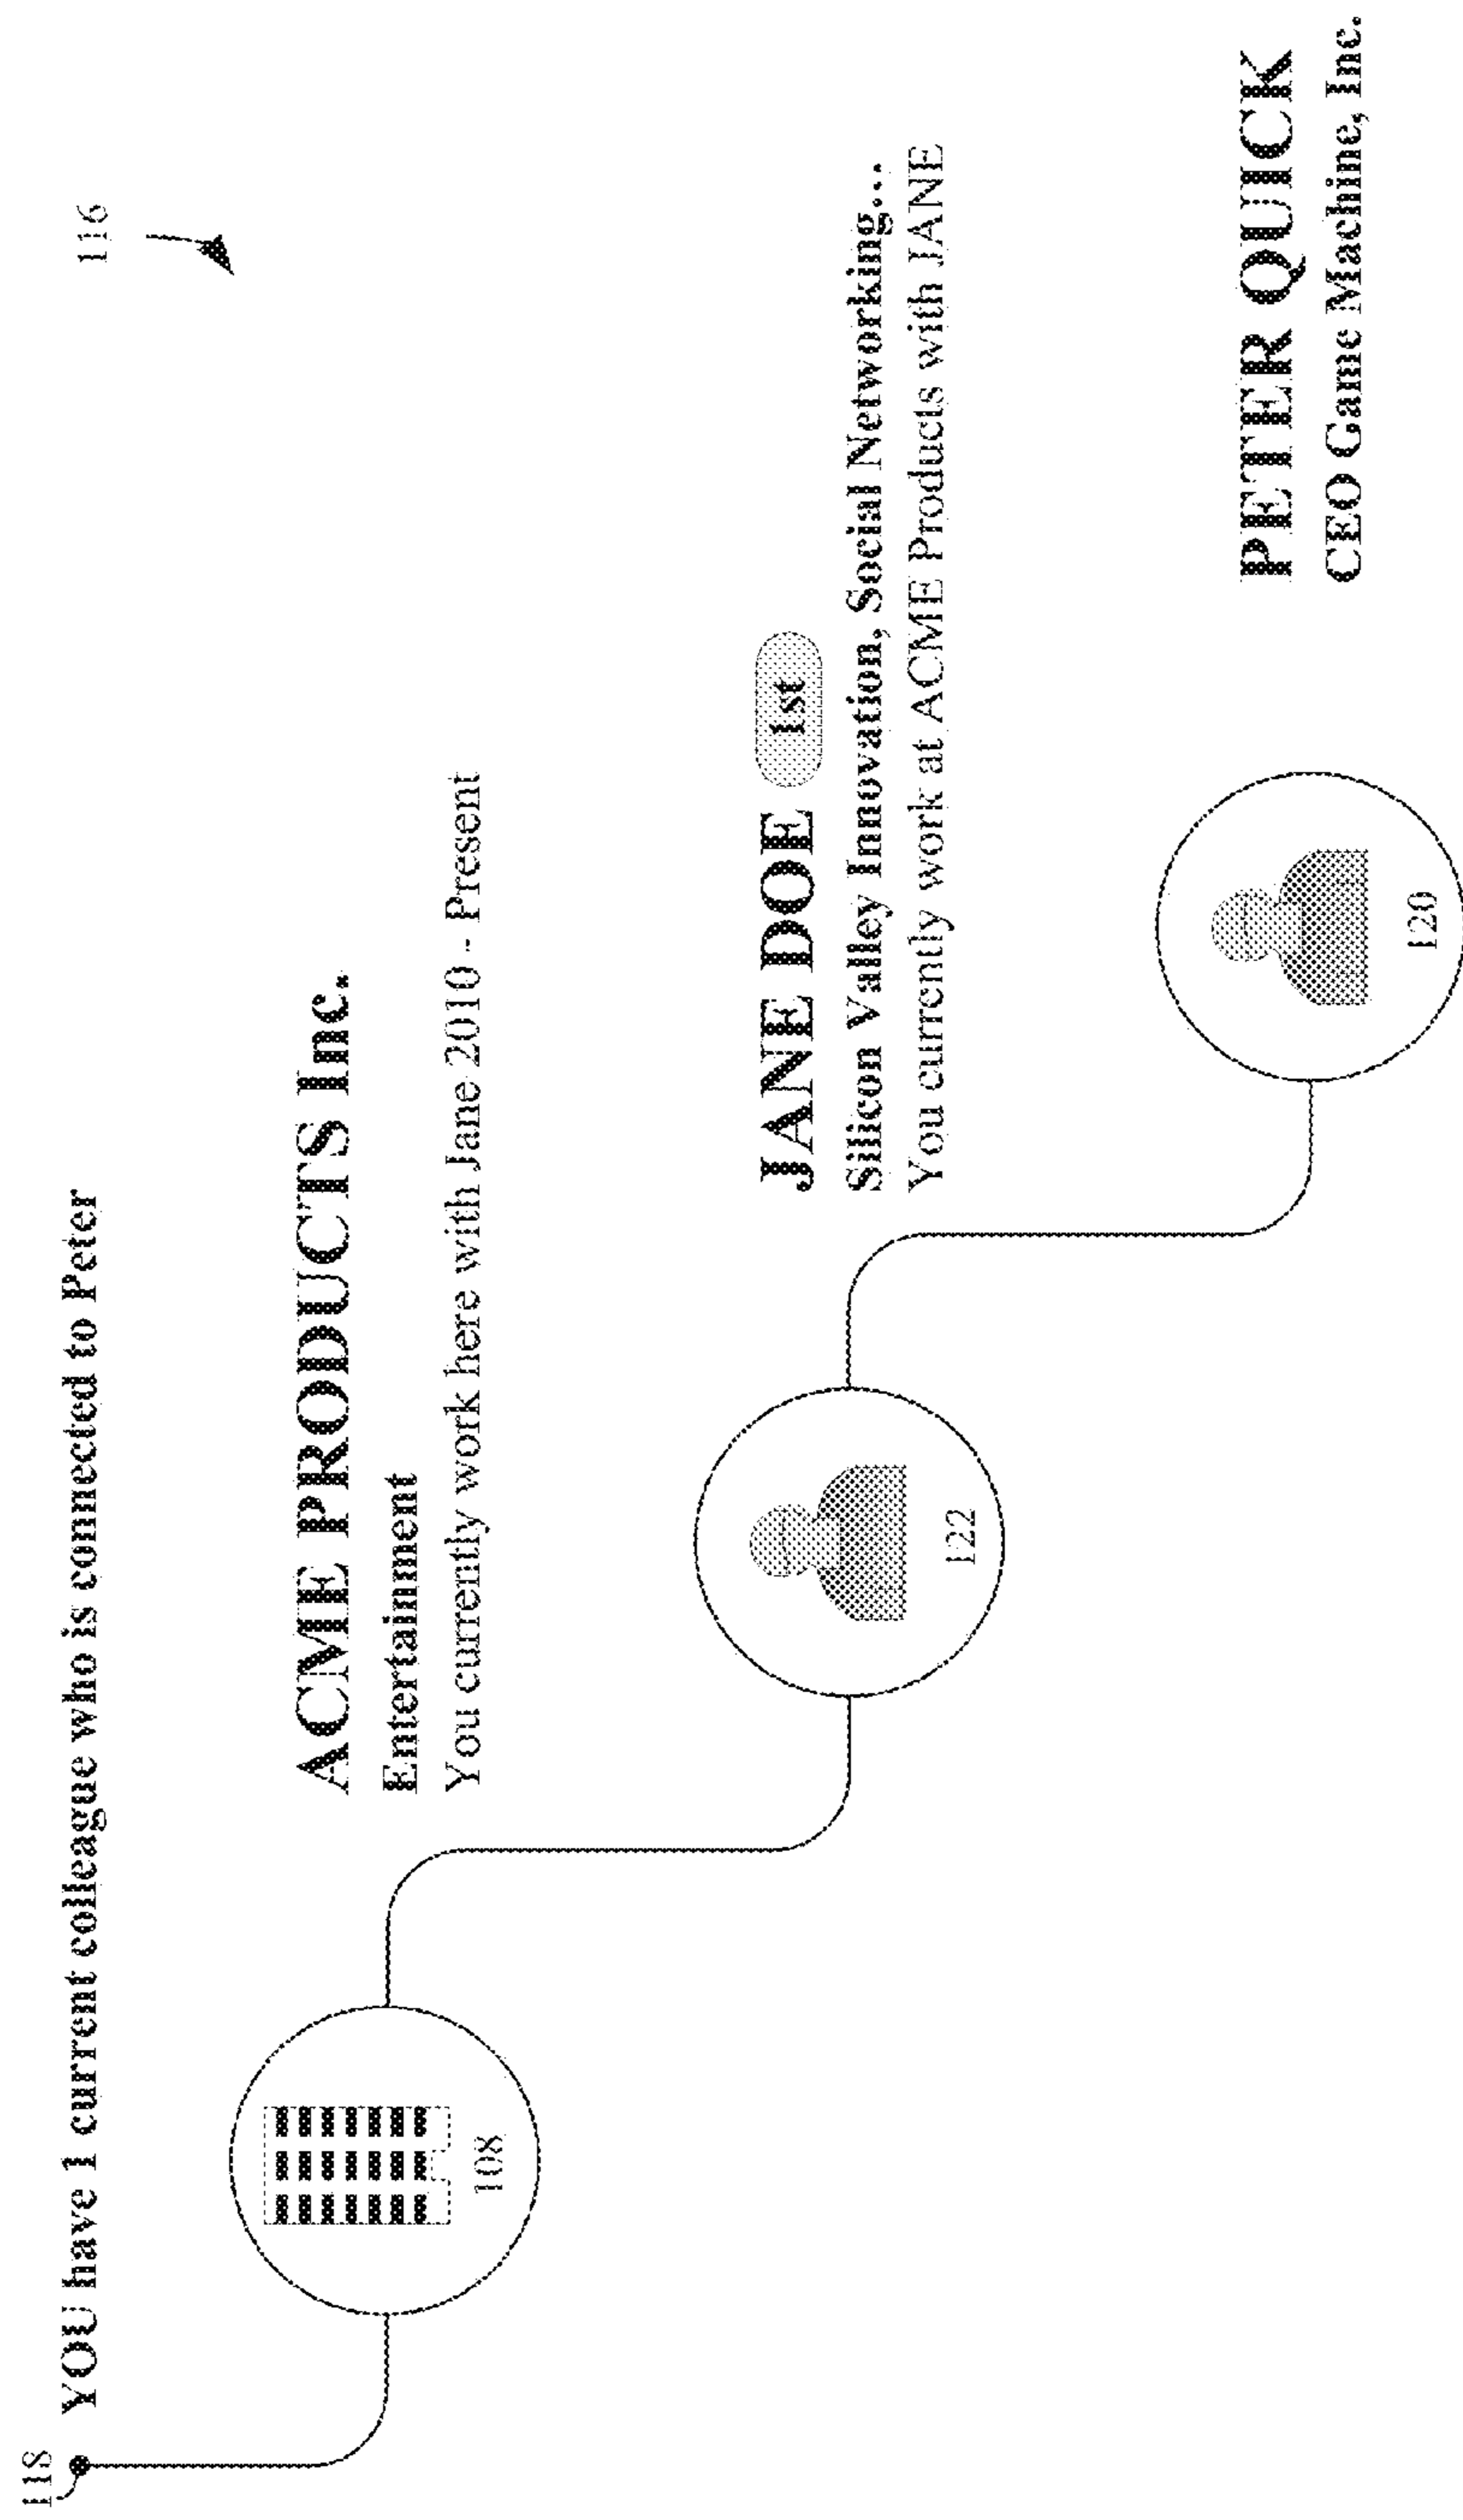 116
118
YOU have 1 current colleague who is connected to Peter
ACME PRODUCTS Inc.
Entertainment
You currently work here with Jane 2010 - Present
108
JANE DOE 1st
Silicon Valley Innovation, Social Networking...
You currently work at ACME Products with JANE
122
PETER QUICK
CEO Game Machine, Inc.
120